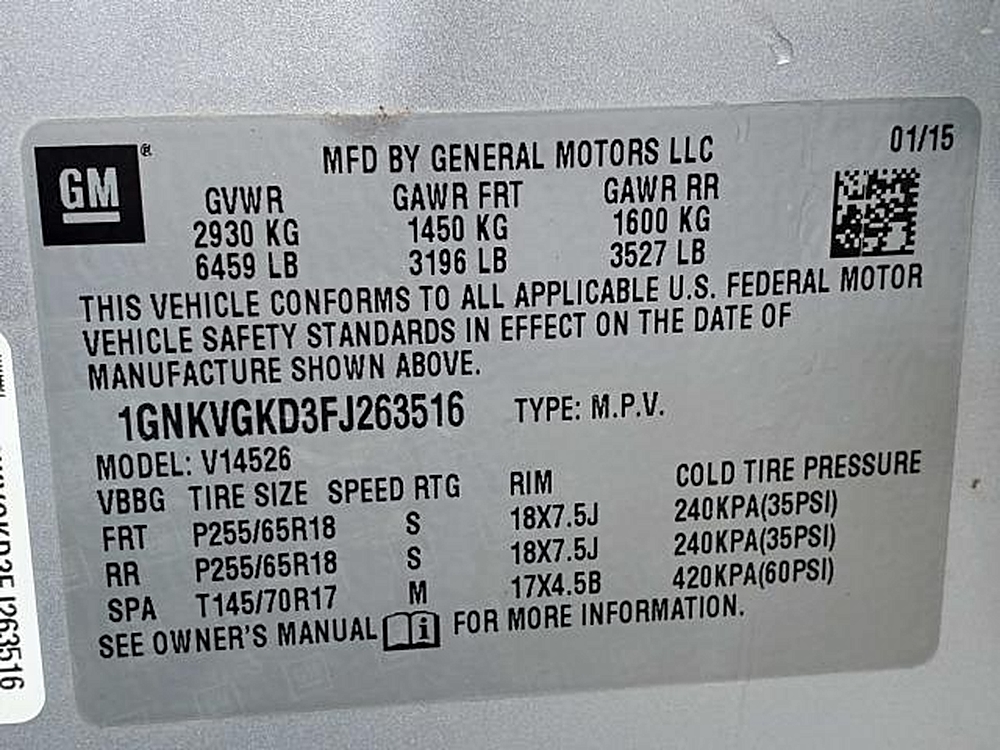 GM®
MFD BY GENERAL MOTORS LLC 01/15
GVWR GAWR FRT GAWR RR
2930 KG 1450 KG 1600 KG
6459 LB 3196 LB 3527 LB
THIS VEHICLE CONFORMS TO ALL APPLICABLE U.S. FEDERAL MOTOR
VEHICLE SAFETY STANDARDS IN EFFECT ON THE DATE OF
MANUFACTURE SHOWN ABOVE.
1GNKVGKD3FJ263516 TYPE: M.P.V.
MODEL: V14526
VBBG TIRE SIZE SPEED RTG RIM COLD TIRE PRESSURE
FRT P255/65R18 S 18X7.5J 240KPA(35PSI)
RR P255/65R18 S 18X7.5J 240KPA(35PSI)
SPA T145/70R17 M 17X4.5B 420KPA(60PSI)
SEE OWNER'S MANUAL i FOR MORE INFORMATION.